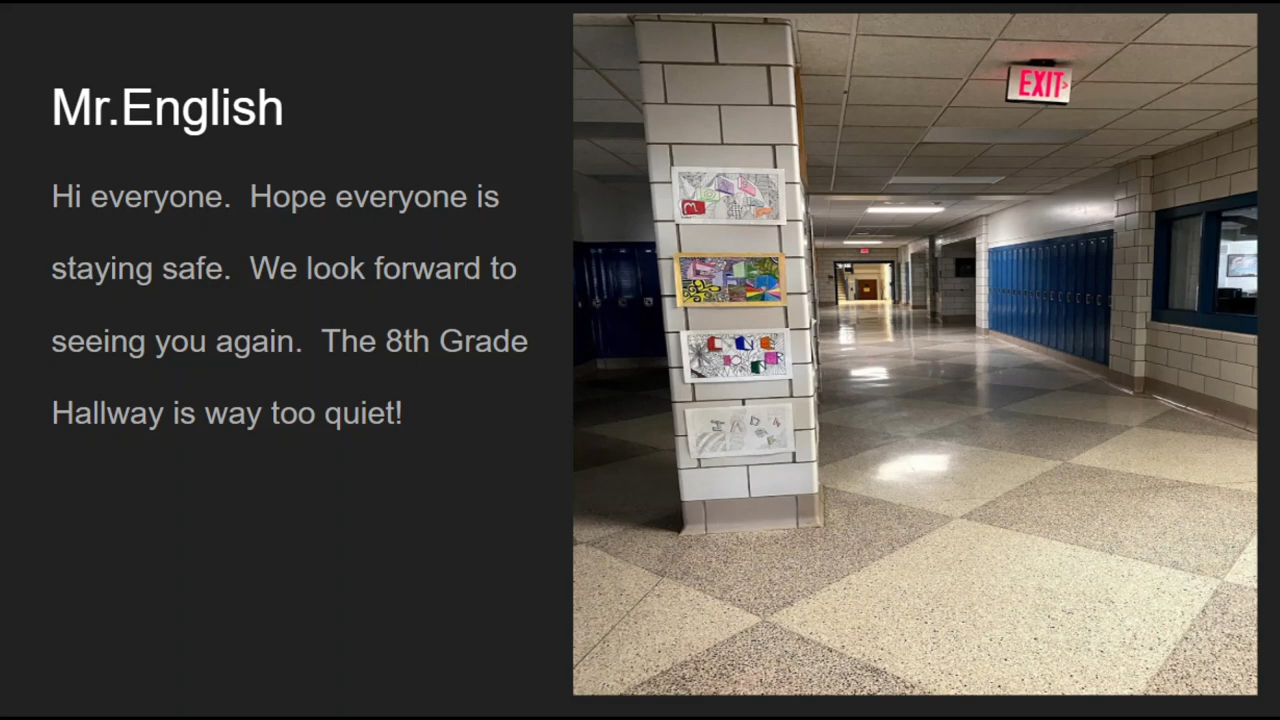 Mr.English
Hi everyone.  Hope everyone is
staying safe.  We look forward to
seeing you again.  The 8th Grade
Hallway is way too quiet!
EXIT